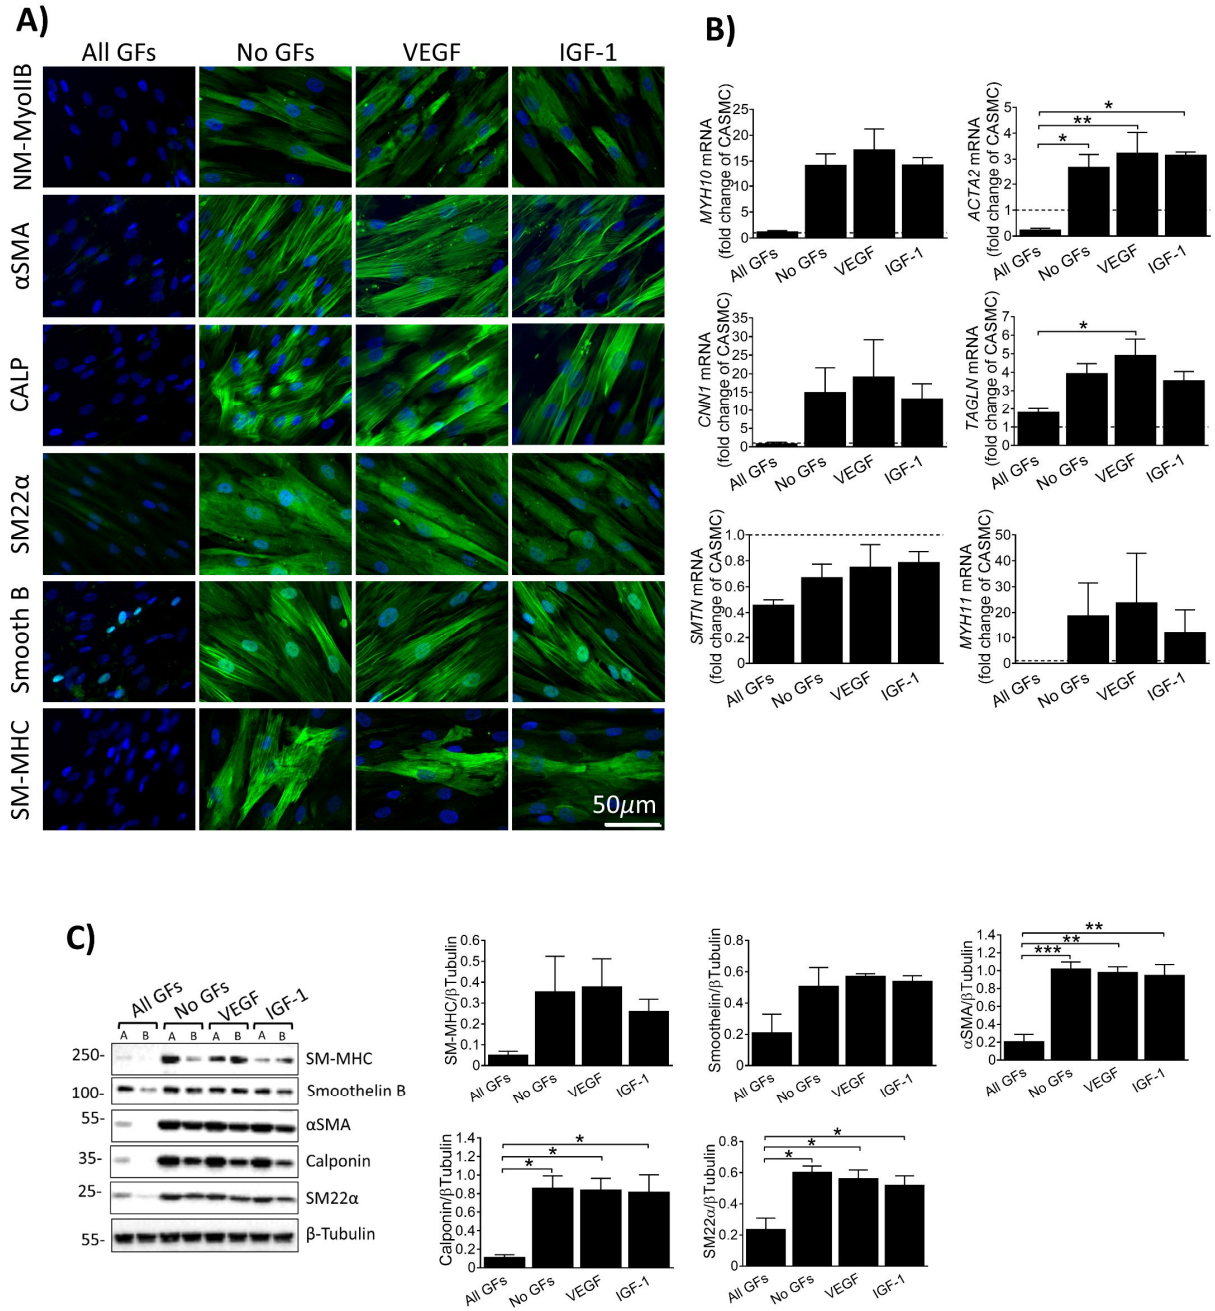 A)
All GFs No GFs VEGF IGF-1
NM-MyoIIB
αSMA
CALP
SM22α
Smooth B
SM-MHC
50μm
B)
MYH10 mRNA
(fold change of CASMC)
25
20
15
10
5
0
All GFs No GFs VEGF IGF-1
ACTA2 mRNA
(fold change of CASMC)
5
4
3
2
1
0
*
**
*
All GFs No GFs VEGF IGF-1
CNN1 mRNA
(fold change of CASMC)
35
30
25
20
15
10
5
0
All GFs No GFs VEGF IGF-1
TAGLN mRNA
(fold change of CASMC)
7
6
5
4
3
2
1
0
*
All GFs No GFs VEGF IGF-1
SMTN mRNA
(fold change of CASMC)
1.0
0.8
0.6
0.4
0.2
0
All GFs No GFs VEGF IGF-1
MYH11 mRNA
(fold change of CASMC)
50
40
30
20
10
0
All GFs No GFs VEGF IGF-1
C)
All GFs No GFs VEGF IGF-1
A B A B A B A B
250- SM-MHC
100- Smoothelin B
55- αSMA
35- Calponin
25- SM22α
55- β-Tubulin
SM-MHC/βTubulin
0.6
0.5
0.4
0.3
0.2
0.1
0
All GFs No GFs VEGF IGF-1
Smoothelin/βTubulin
0.8
0.6
0.4
0.2
0
All GFs No GFs VEGF IGF-1
αSMA/βTubulin
1.4
1.2
1.0
0.8
0.6
0.4
0.2
0
**
**
***
All GFs No GFs VEGF IGF-1
Calponin/βTubulin
1.4
1.2
1.0
0.8
0.6
0.4
0.2
0
*
*
*
All GFs No GFs VEGF IGF-1
SM22α/βTubulin
0.8
0.6
0.4
0.2
0
*
*
*
All GFs No GFs VEGF IGF-1